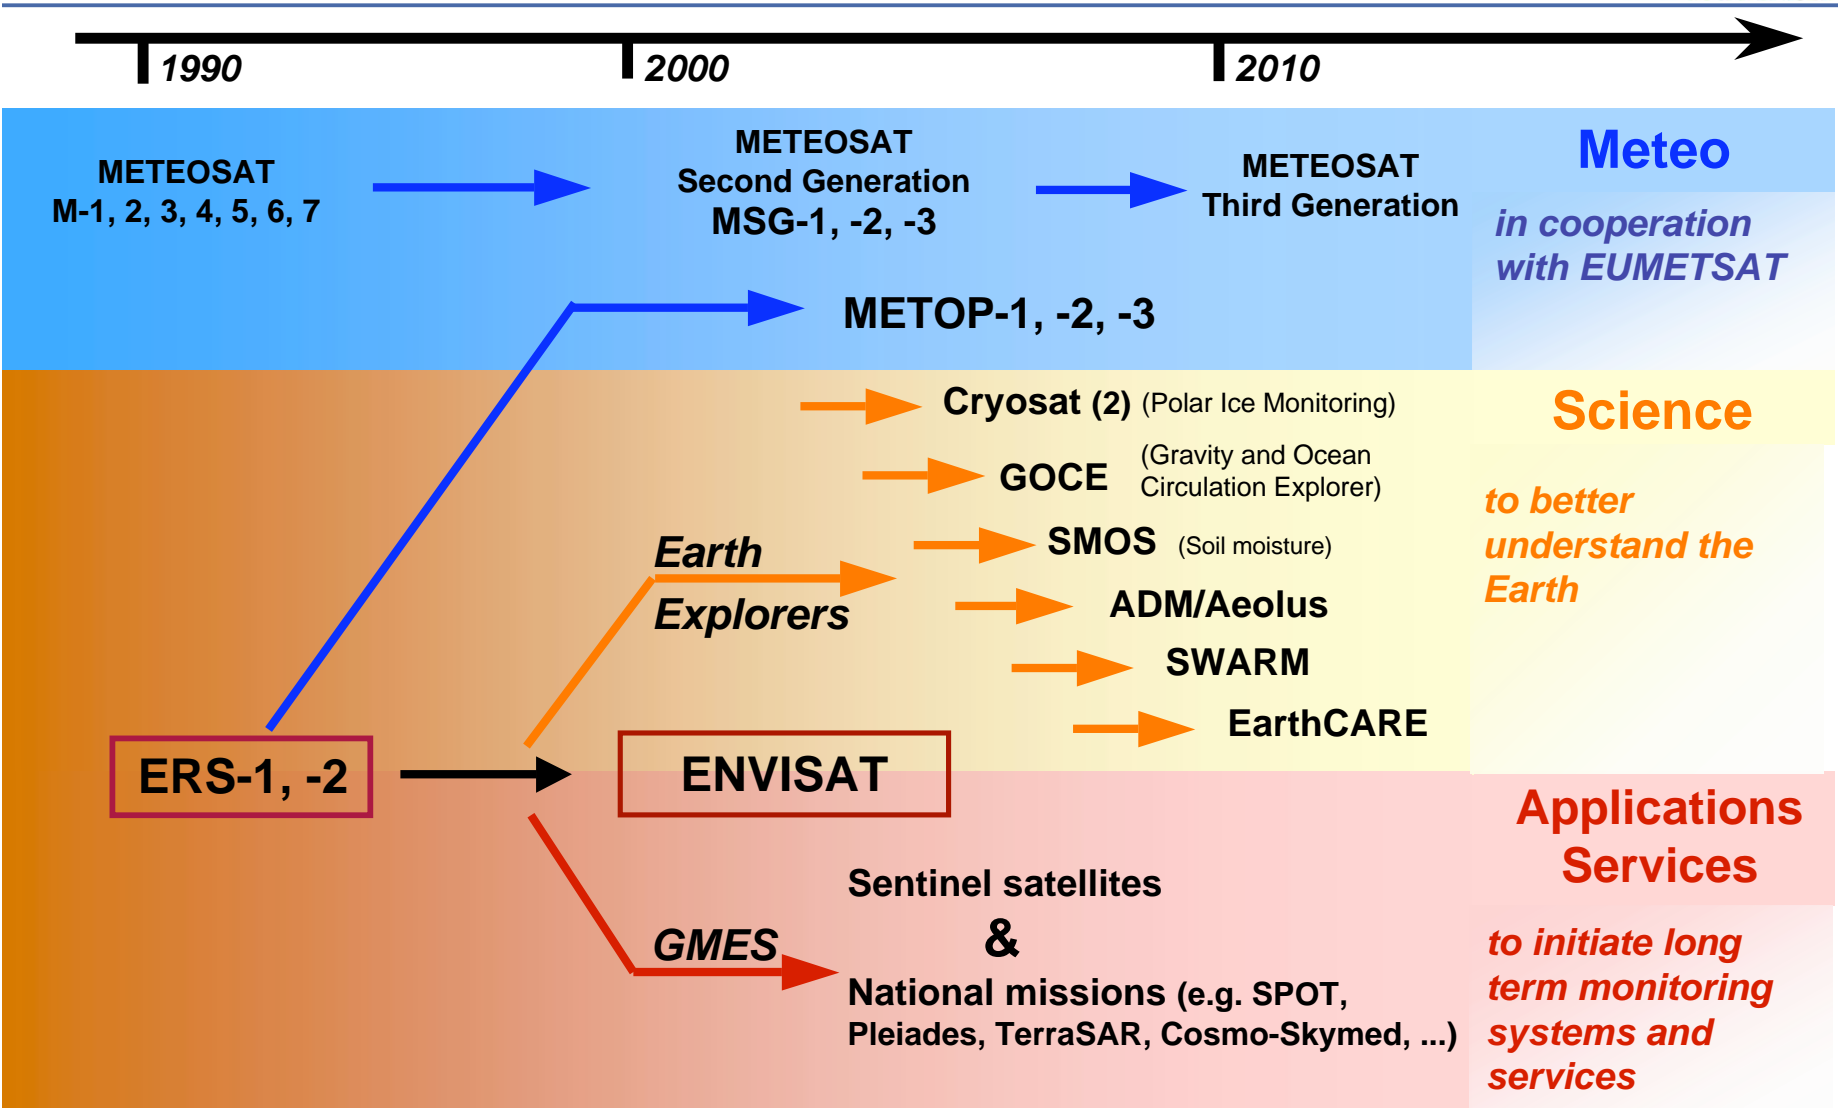 1990
2000
2010
METEOSAT
M-1, 2, 3, 4, 5, 6, 7
METEOSAT
Second Generation
MSG-1, -2, -3
METEOSAT
Third Generation
Meteo
in cooperation
with EUMETSAT
METOP-1, -2, -3
Cryosat (2) (Polar Ice Monitoring)
GOCE (Gravity and Ocean
Circulation Explorer)
SMOS (Soil moisture)
ADM/Aeolus
SWARM
EarthCARE
Earth
Explorers
Science
to better
understand the
Earth
ERS-1, -2
ENVISAT
Applications
Services
GMES
Sentinel satellites
&
National missions (e.g. SPOT,
Pleiades, TerraSAR, Cosmo-Skymed, ...)
to initiate long
term monitoring
systems and
services